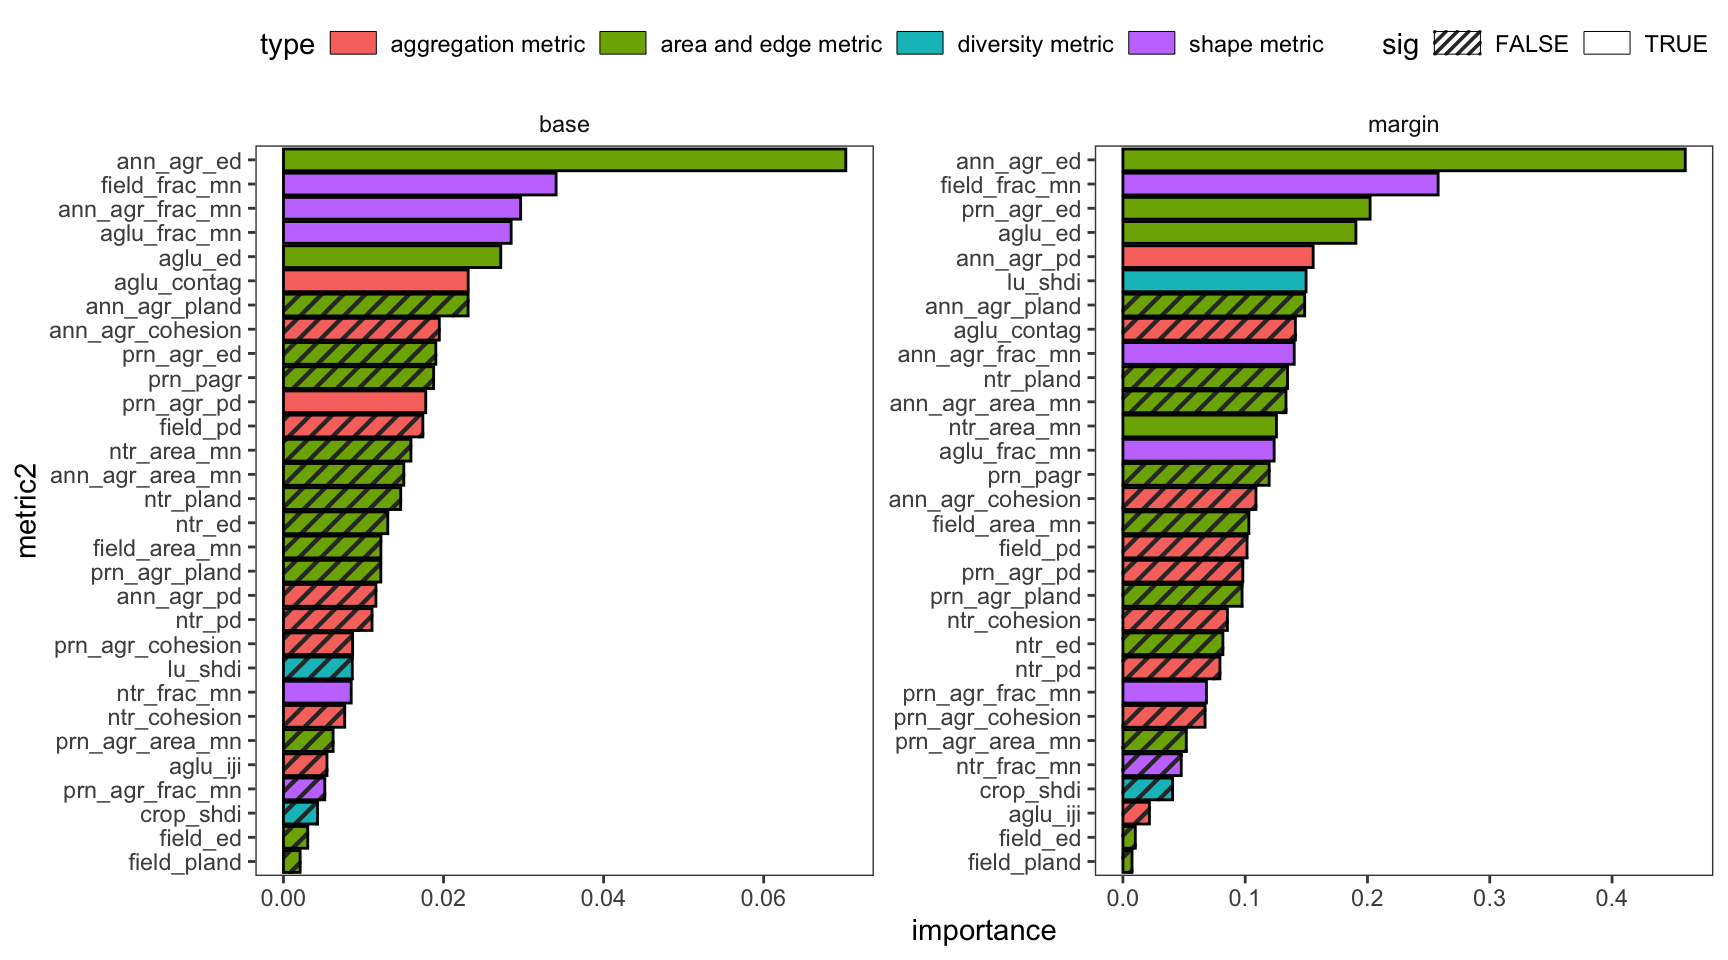 type aggregation metric area and edge metric diversity metric shape metric sig FALSE TRUE
base
ann_agr_ed
field_frac_mn
ann_agr_frac_mn
aglu_frac_mn
aglu_ed
aglu_contag
ann_agr_pland
ann_agr_cohesion
prn_agr_ed
prn_pagr
prn_agr_pd
field_pd
ntr_area_mn
ann_agr_area_mn
ntr_pland
ntr_ed
field_area_mn
prn_agr_pland
ann_agr_pd
ntr_pd
prn_agr_cohesion
lu_shdi
ntr_frac_mn
ntr_cohesion
prn_agr_area_mn
aglu_iji
prn_agr_frac_mn
crop_shdi
field_ed
field_pland
0.00 0.02 0.04 0.06
margin
ann_agr_ed
field_frac_mn
prn_agr_ed
aglu_ed
ann_agr_pd
lu_shdi
ann_agr_pland
aglu_contag
ann_agr_frac_mn
ntr_pland
ann_agr_area_mn
ntr_area_mn
aglu_frac_mn
prn_pagr
ann_agr_cohesion
field_area_mn
field_pd
prn_agr_pd
prn_agr_pland
ntr_cohesion
ntr_ed
ntr_pd
prn_agr_frac_mn
prn_agr_cohesion
prn_agr_area_mn
ntr_frac_mn
crop_shdi
aglu_iji
field_ed
field_pland
0.0 0.1 0.2 0.3 0.4
importance
metric2